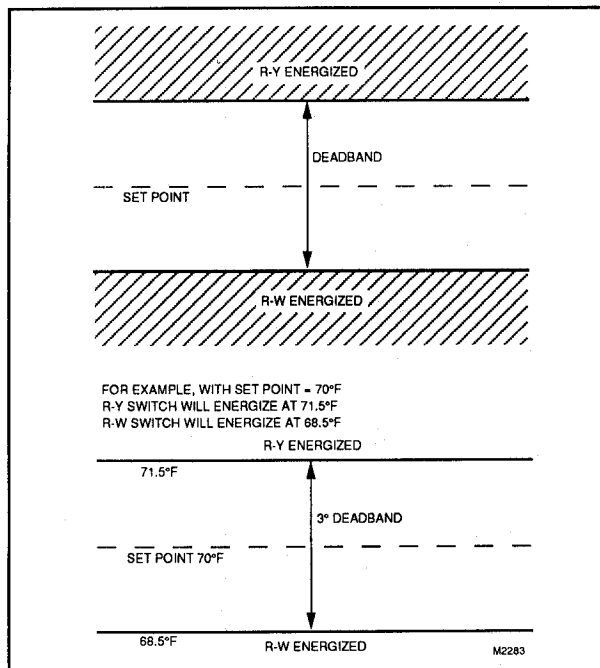 R-Y ENERGIZED
DEADBAND
SET POINT
R-W ENERGIZED
FOR EXAMPLE, WITH SET POINT = 70°F
R-Y SWITCH WILL ENERGIZE AT 71.5°F
R-W SWITCH WILL ENERGIZE AT 68.5°F
R-Y ENERGIZED
71.5°F
3° DEADBAND
SET POINT 70°F
68.5°F
R-W ENERGIZED
M2283